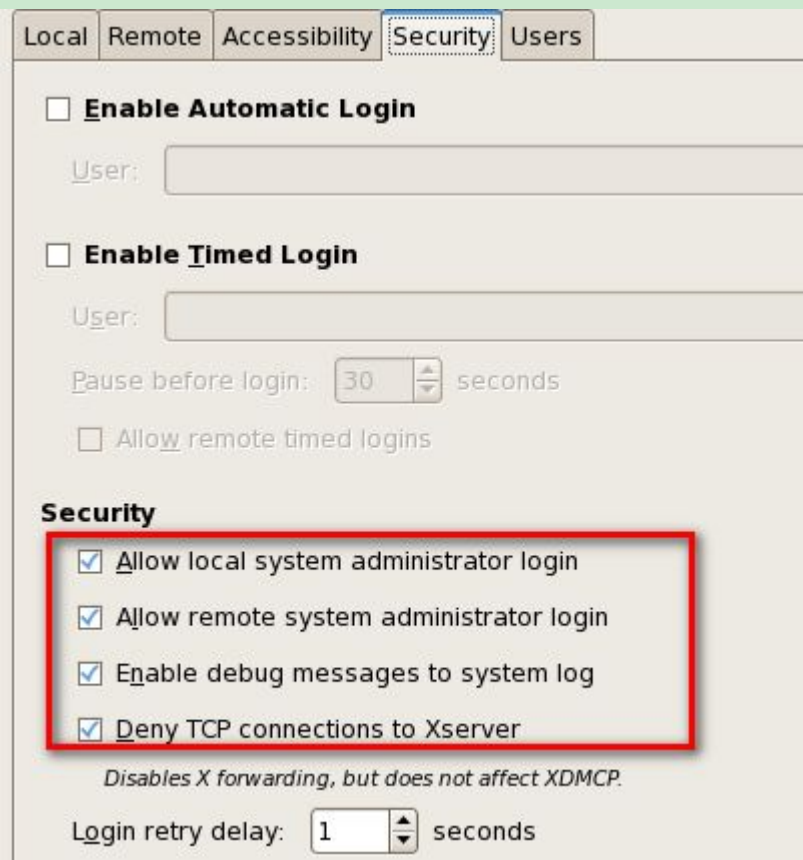 Local Remote Accessibility Security Users
Enable Automatic Login
User:
Enable Timed Login
User:
Pause before login: 30 seconds
Allow remote timed logins
Security
Allow local system administrator login
Allow remote system administrator login
Enable debug messages to system log
Deny TCP connections to Xserver
Disables X forwarding, but does not affect XDMCP.
Login retry delay: 1 seconds